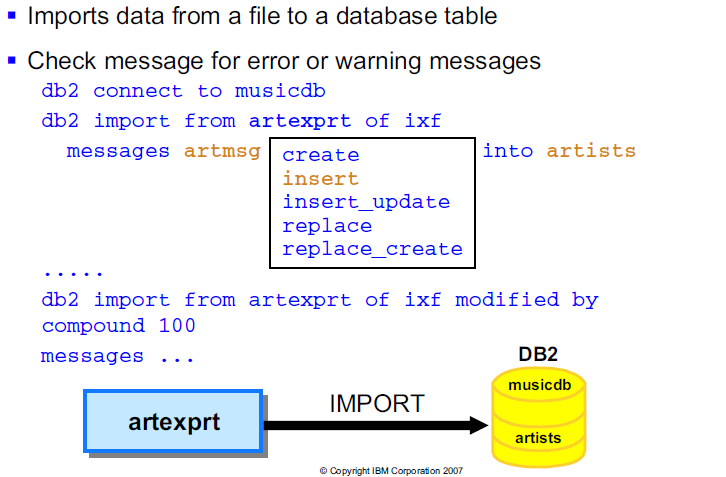 Imports data from a file to a database table
Check message for error or warning messages
db2 connect to musicdb
db2 import from artexprt of ixf
messages artmsg
create
insert
insert_update
replace
replace_create
into artists
.....
db2 import from artexprt of ixf modified by
compound 100
messages ...
DB2
musicdb
artists
artexprt
IMPORT
© Copyright IBM Corporation 2007